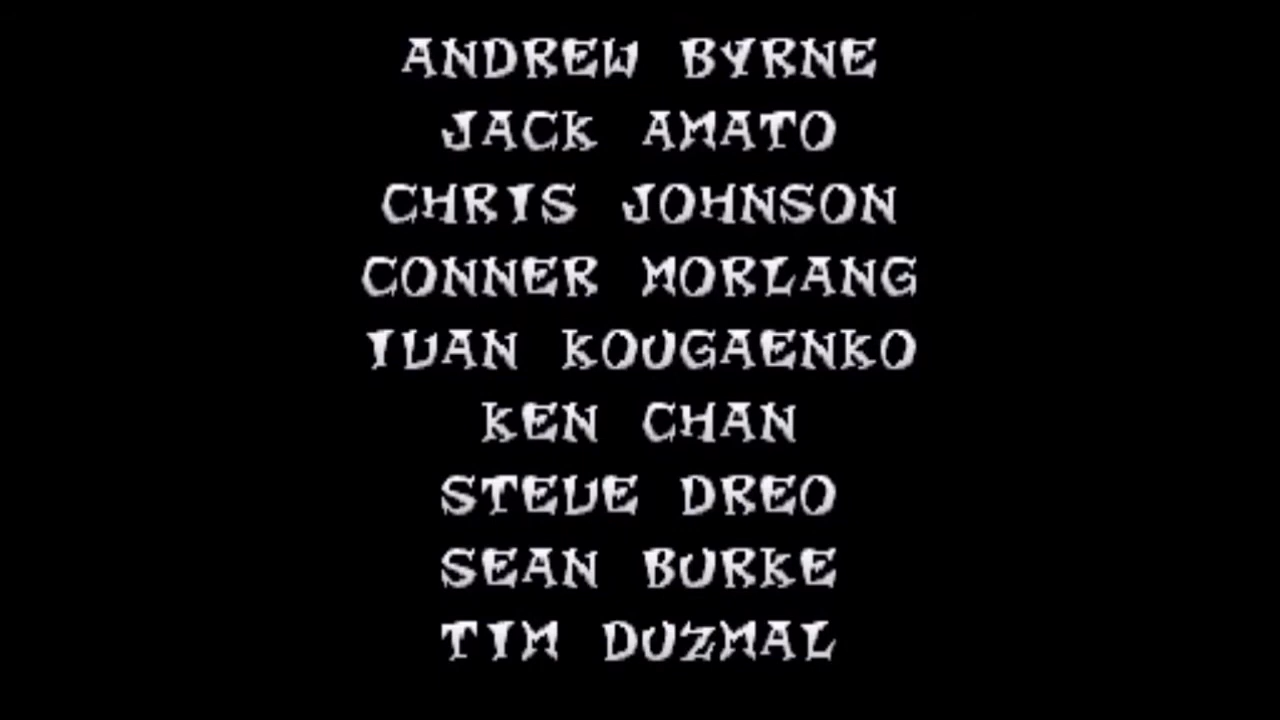 ANDREW BYRNE
JACK AMATO
CHRIS JOHNSON
CONNER MORLANG
IVAN KOUGAENKO
KEN CHAN
STEVE DREO
SEAN BURKE
TIM DUZMAL